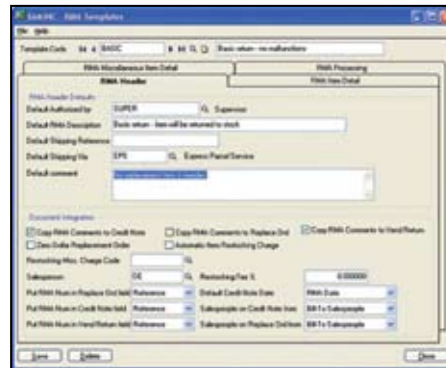 RMA Templates
File Help
Template Code BASIC Basic return - no malfunctions
RMA Miscellaneous Item Detail RMA Processing
RMA Header RMA Item Detail
RMA Header Defaults
Default Authorized by SUPER Supervisor
Default RMA Description Basic return - item will be returned to stock
Default Shipping Reference
Default Shipping Via EPS Express Parcel Service
Default comment
Document Integration
Copy RMA Comments to Credit Note Copy RMA Comments to Replace Ord Copy RMA Comments to Vend Return
Zero Dollar Replacement Order Automatic Item Restocking Charge
Restocking Misc. Charge Code
Salesperson DE Restocking Fee % 0.000000
Put RMA Num in Replace Ord field Reference Default Credit Note Date RMA Date
Put RMA Num in Credit Note field Reference Salespeople on Credit Note from Bill-To Salespeople
Put RMA Num in Vend Return field Reference Salespeople on Replace Ord from Bill-To Salespeople
Save Delete Close